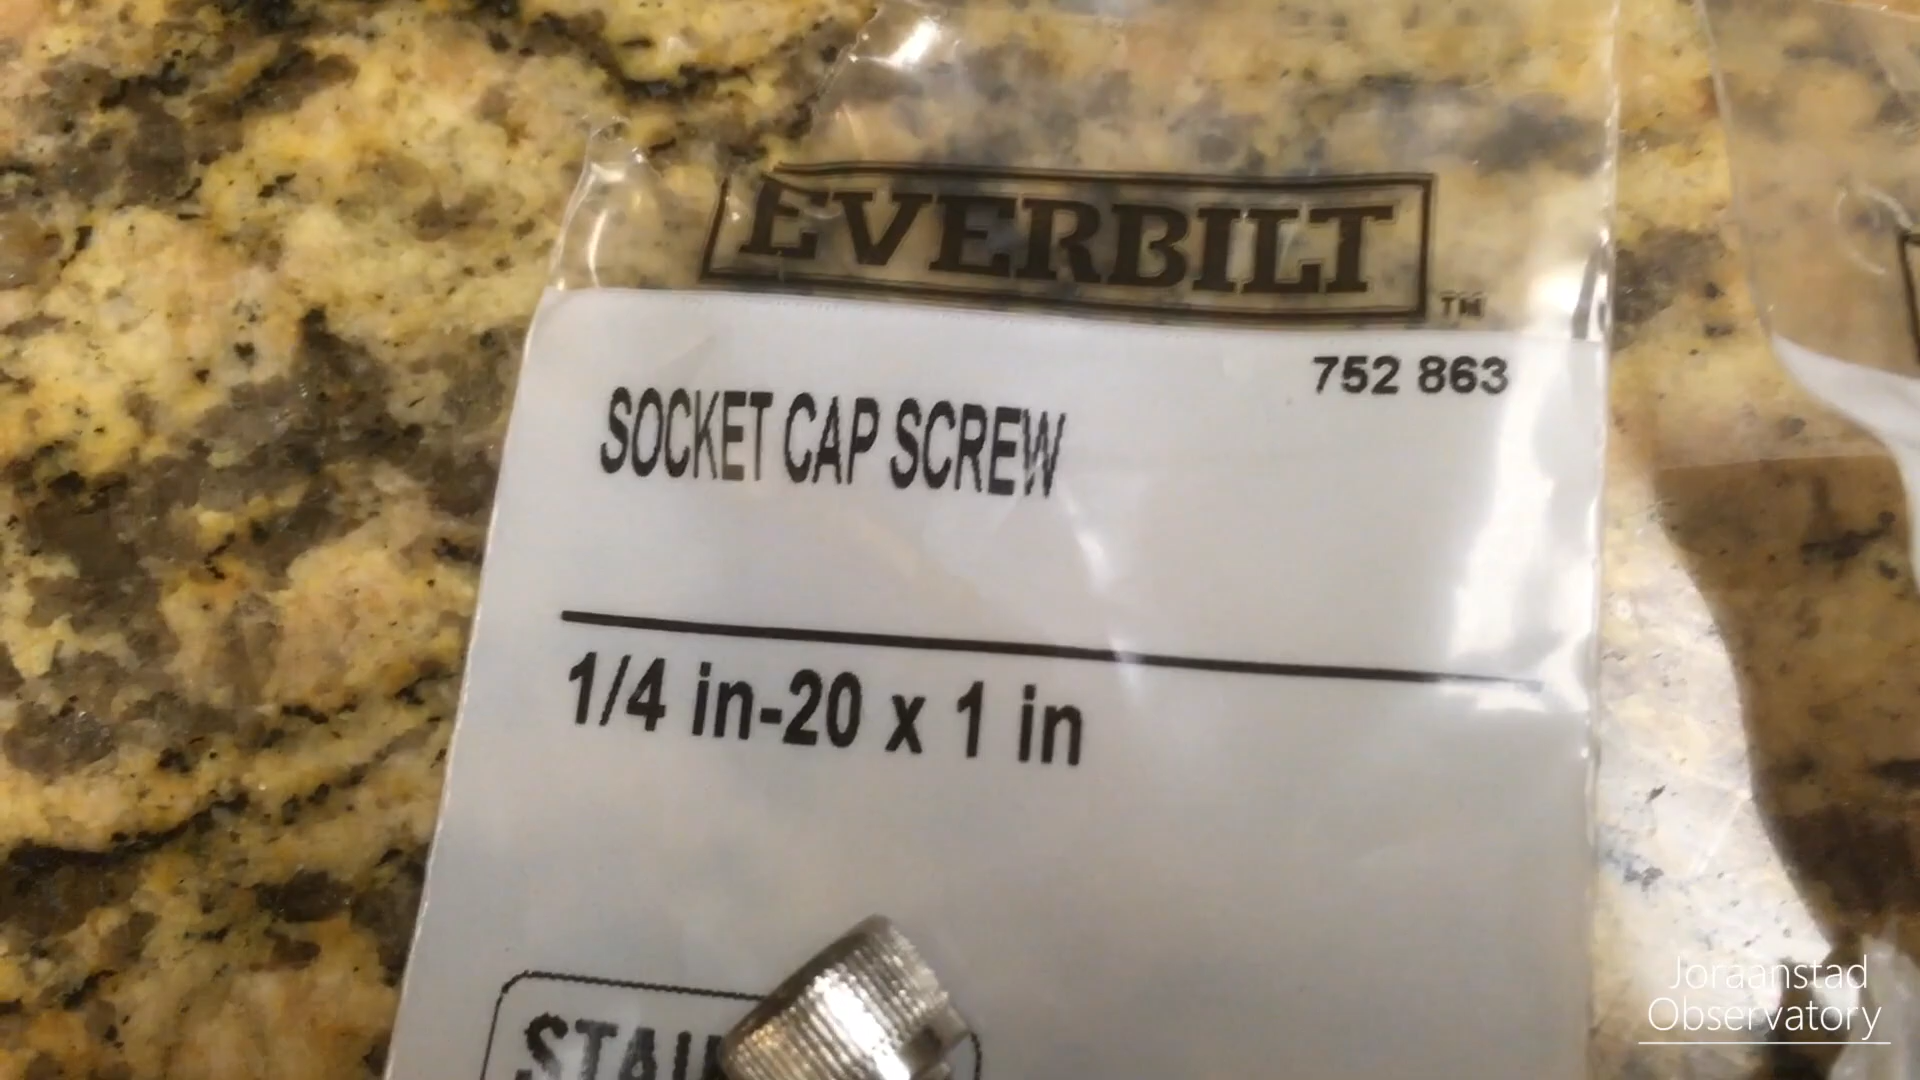 EVERBILT
TM
752 863
SOCKET CAP SCREW
1/4 in-20 x 1 in
Joraanstad
Observatory